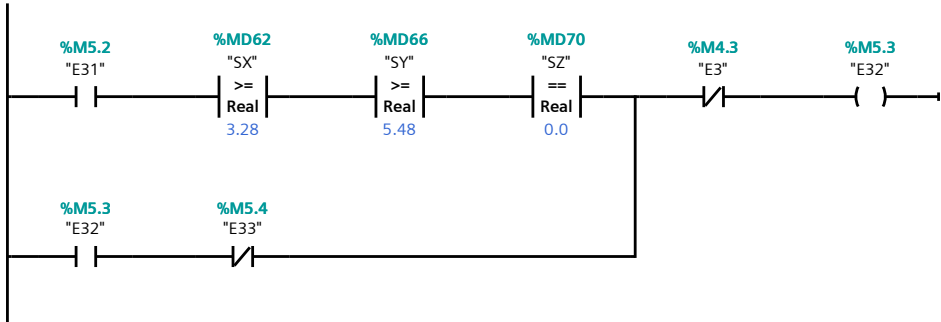 %M5.2
"E31"
%MD62
"SX"
>=
Real
3.28
%MD66
"SY"
>=
Real
5.48
%MD70
"SZ"
==
Real
0.0
%M4.3
"E3"
%M5.3
"E32"
%M5.3
"E32"
%M5.4
"E33"